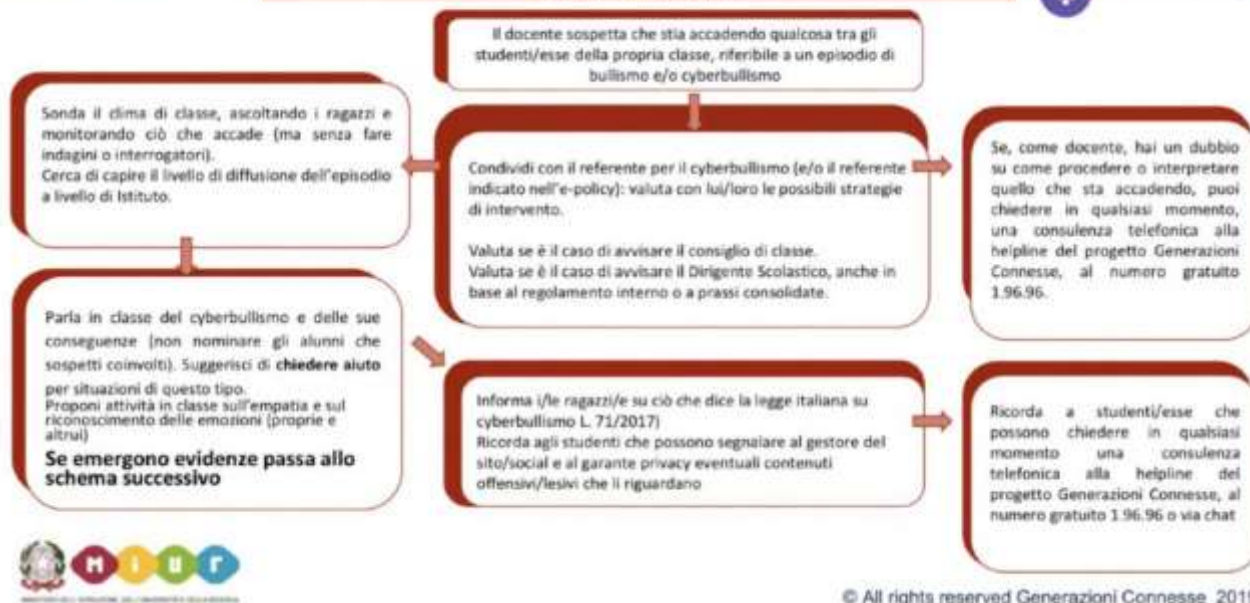 Il docente sospetta che stia accadendo qualcosa tra gli
studenti/esse della propria classe, riferibile a un episodio di
bullismo e/o cyberbullismo
Sonda il clima di classe, ascoltando i ragazzi e
monitorando ciò che accade (ma senza fare
indagini o interrogatori).
Cerca di capire il livello di diffusione dell'episodio
a livello di Istituto.
Condividi con il referente per il cyberbullismo (e/o il referente
indicato nell'e-policy): valuta con lui/loro le possibili strategie
di intervento.
Valuta se è il caso di avvisare il consiglio di classe.
Valuta se è il caso di avvisare il Dirigente Scolastico, anche in
base al regolamento interno o a prassi consolidate.
Se, come docente, hai un dubbio
su come procedere o interpretare
quello che sta accadendo, puoi
chiedere in qualsiasi momento,
una consulenza telefonica alla
helpline del progetto Generazioni
Connesse, al numero gratuito
1.96.96.
Parla in classe del cyberbullismo e delle sue
conseguenze (non nominare gli alunni che
sospetti coinvolti). Suggerisci di chiedere aiuto
per situazioni di questo tipo.
Proponi attività in classe sull'empatia e sul
riconoscimento delle emozioni (proprie e
altrui)
Se emergono evidenze passa allo
schema successivo
Informa i/le ragazzi/e su ciò che dice la legge italiana su
cyberbullismo L. 71/2017)
Ricorda agli studenti che possono segnalare al gestore del
sito/social e al garante privacy eventuali contenuti
offensivi/lesivi che li riguardano
Ricorda a studenti/esse che
possono chiedere in qualsiasi
momento una consulenza
telefonica alla helpline del
progetto Generazioni Connesse, al
numero gratuito 1.96.96 o via chat
MIUR
© All rights reserved Generazioni Connesse 201